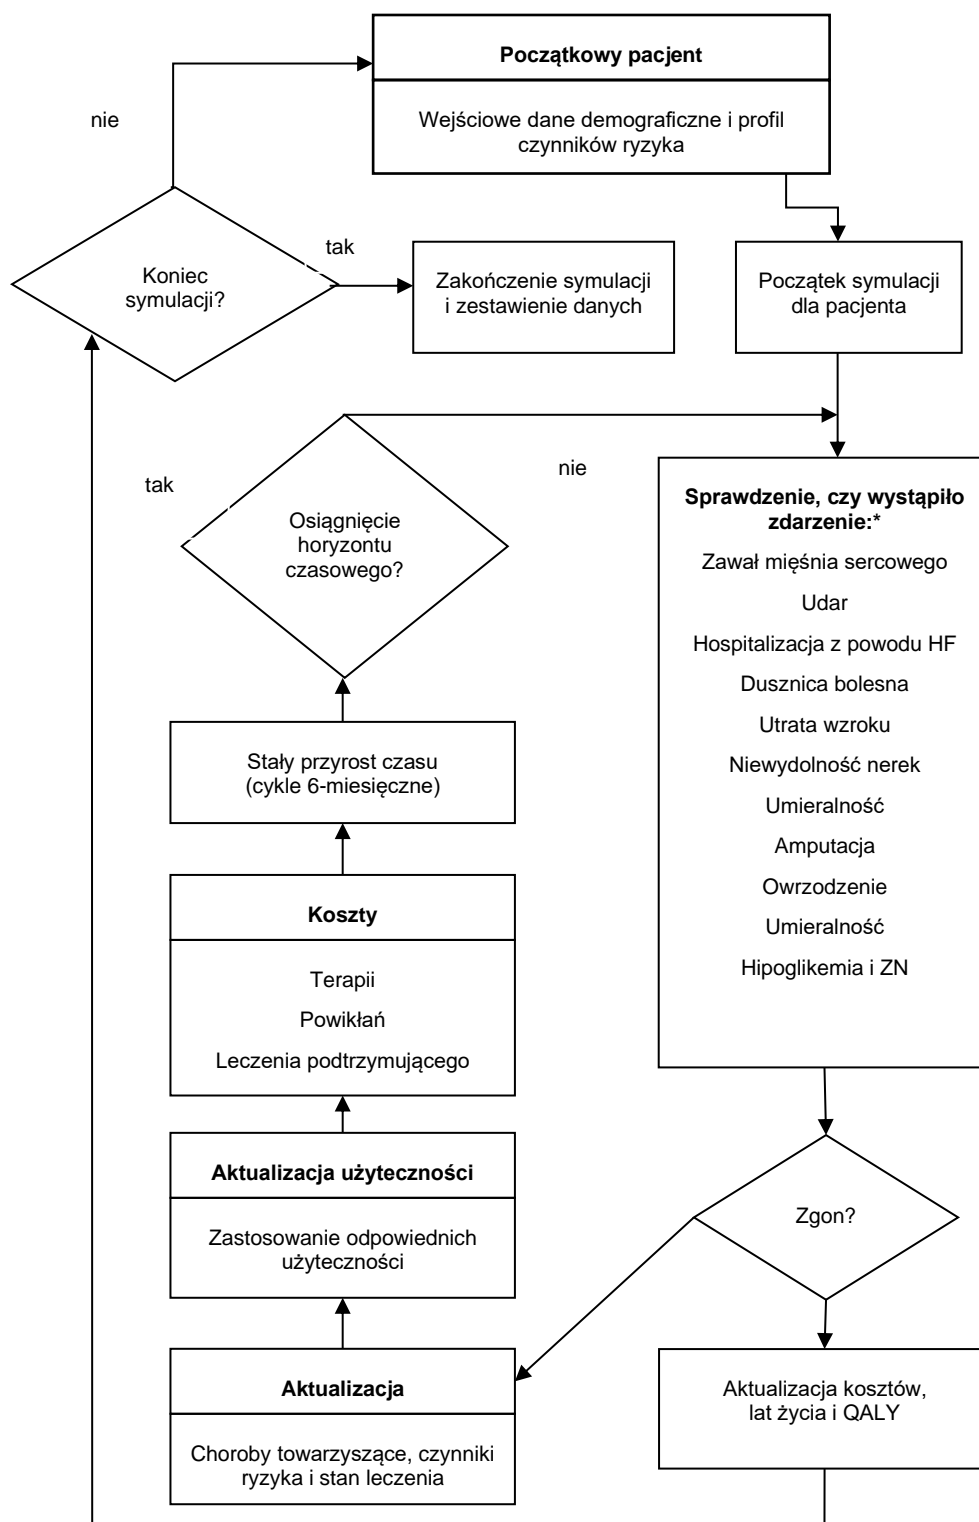 Początkowy pacjent
nie
Wejściowe dane demograficzne i profil
czynników ryzyka
tak
Koniec
symulacji?
Zakończenie symulacji
i zestawienie danych
Początek symulacji
dla pacjenta
tak
nie
Osiągnięcie
horyzontu
czasowego?
Sprawdzenie, czy wystąpiło
zdarzenie:*
Zawał mięśnia sercowego
Udar
Hospitalizacja z powodu HF
Dusznica bolesna
Utrata wzroku
Niewydolność nerek
Umieralność
Amputacja
Owrzodzenie
Umieralność
Hipoglikemia i ZN
Stały przyrost czasu
(cykle 6-miesięczne)
Koszty
Terapii
Powikłań
Leczenia podtrzymującego
Aktualizacja użyteczności
Zastosowanie odpowiednich
użyteczności
Zgon?
Aktualizacja
Choroby towarzyszące, czynniki
ryzyka i stan leczenia
Aktualizacja kosztów,
lat życia i QALY